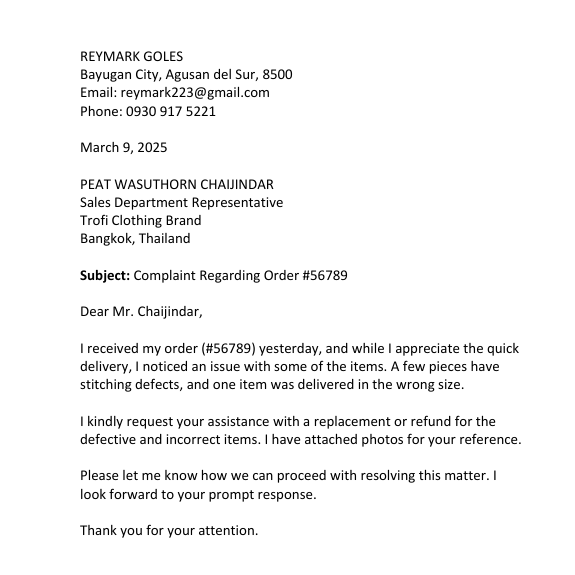 REYMARK GOLES
Bayugan City, Agusan del Sur, 8500
Email: reymark223@gmail.com
Phone: 0930 917 5221
March 9, 2025
PEAT WASUTHORN CHAIJINDAR
Sales Department Representative
Trofi Clothing Brand
Bangkok, Thailand
Subject: Complaint Regarding Order #56789
Dear Mr. Chaijindar,
I received my order (#56789) yesterday, and while I appreciate the quick
delivery, I noticed an issue with some of the items. A few pieces have
stitching defects, and one item was delivered in the wrong size.
I kindly request your assistance with a replacement or refund for the
defective and incorrect items. I have attached photos for your reference.
Please let me know how we can proceed with resolving this matter. I
look forward to your prompt response.
Thank you for your attention.